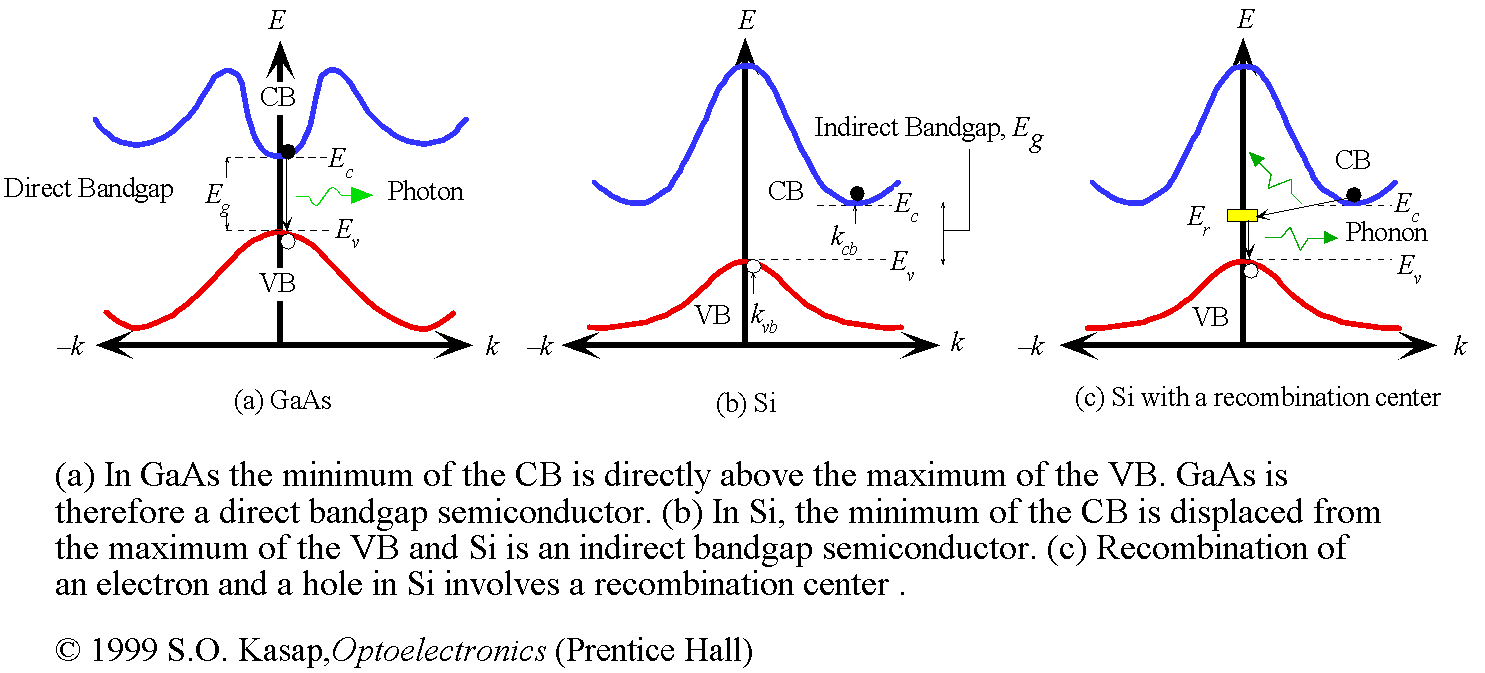 E
CB
E_c
Direct Bandgap
E_g
Photon
E_v
VB
–k
k
(a) GaAs
E
Indirect Bandgap, E_g
CB
E_c
k_cb
E_v
VB
k_vb
–k
k
(b) Si
E
CB
E_r
E_c
Phonon
E_v
VB
–k
k
(c) Si with a recombination center
(a) In GaAs the minimum of the CB is directly above the maximum of the VB. GaAs is
therefore a direct bandgap semiconductor. (b) In Si, the minimum of the CB is displaced from
the maximum of the VB and Si is an indirect bandgap semiconductor. (c) Recombination of
an electron and a hole in Si involves a recombination center .
© 1999 S.O. Kasap,Optoelectronics (Prentice Hall)